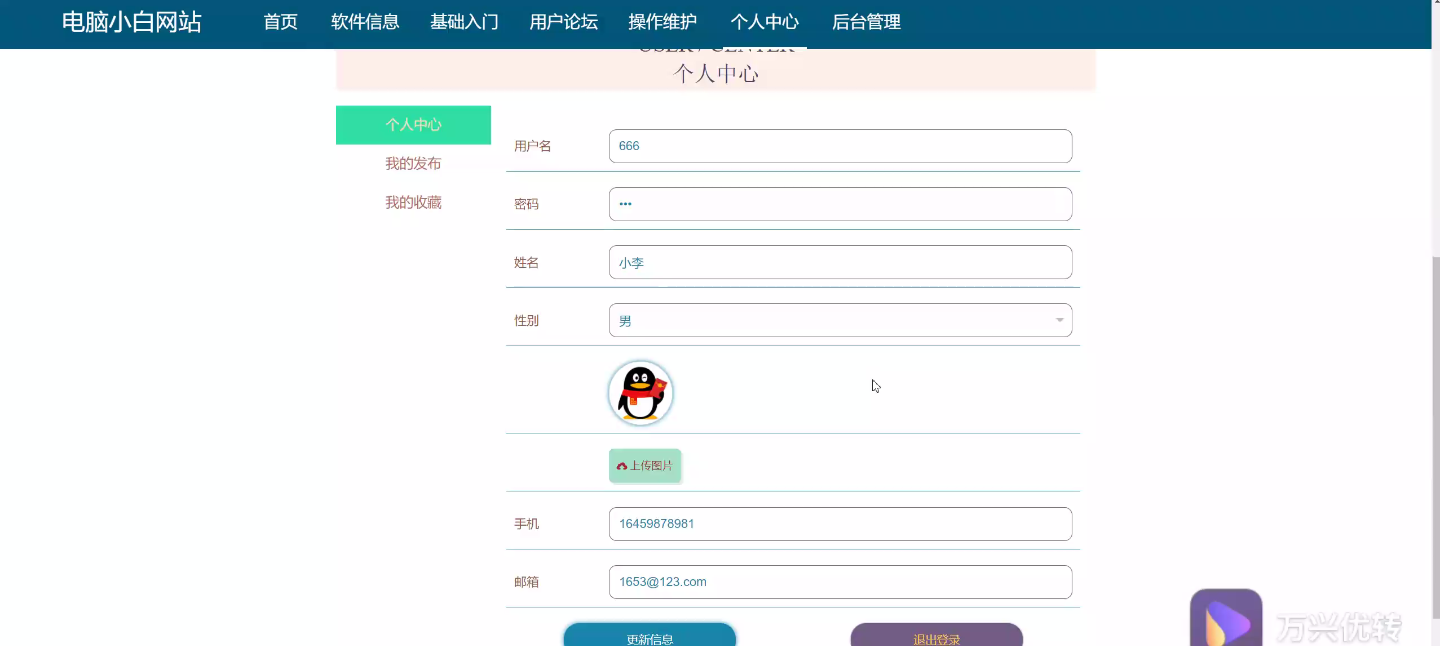 电脑小白网站 首页 软件信息 基础入门 用户论坛 操作维护 个人中心 后台管理
USER / CENTER
个人中心
个人中心
我的发布
我的收藏
用户名 666
密码 •••
姓名 小李
性别 男
上传图片
手机 16459878981
邮箱 1653@123.com
更新信息 退出登录
万兴优转